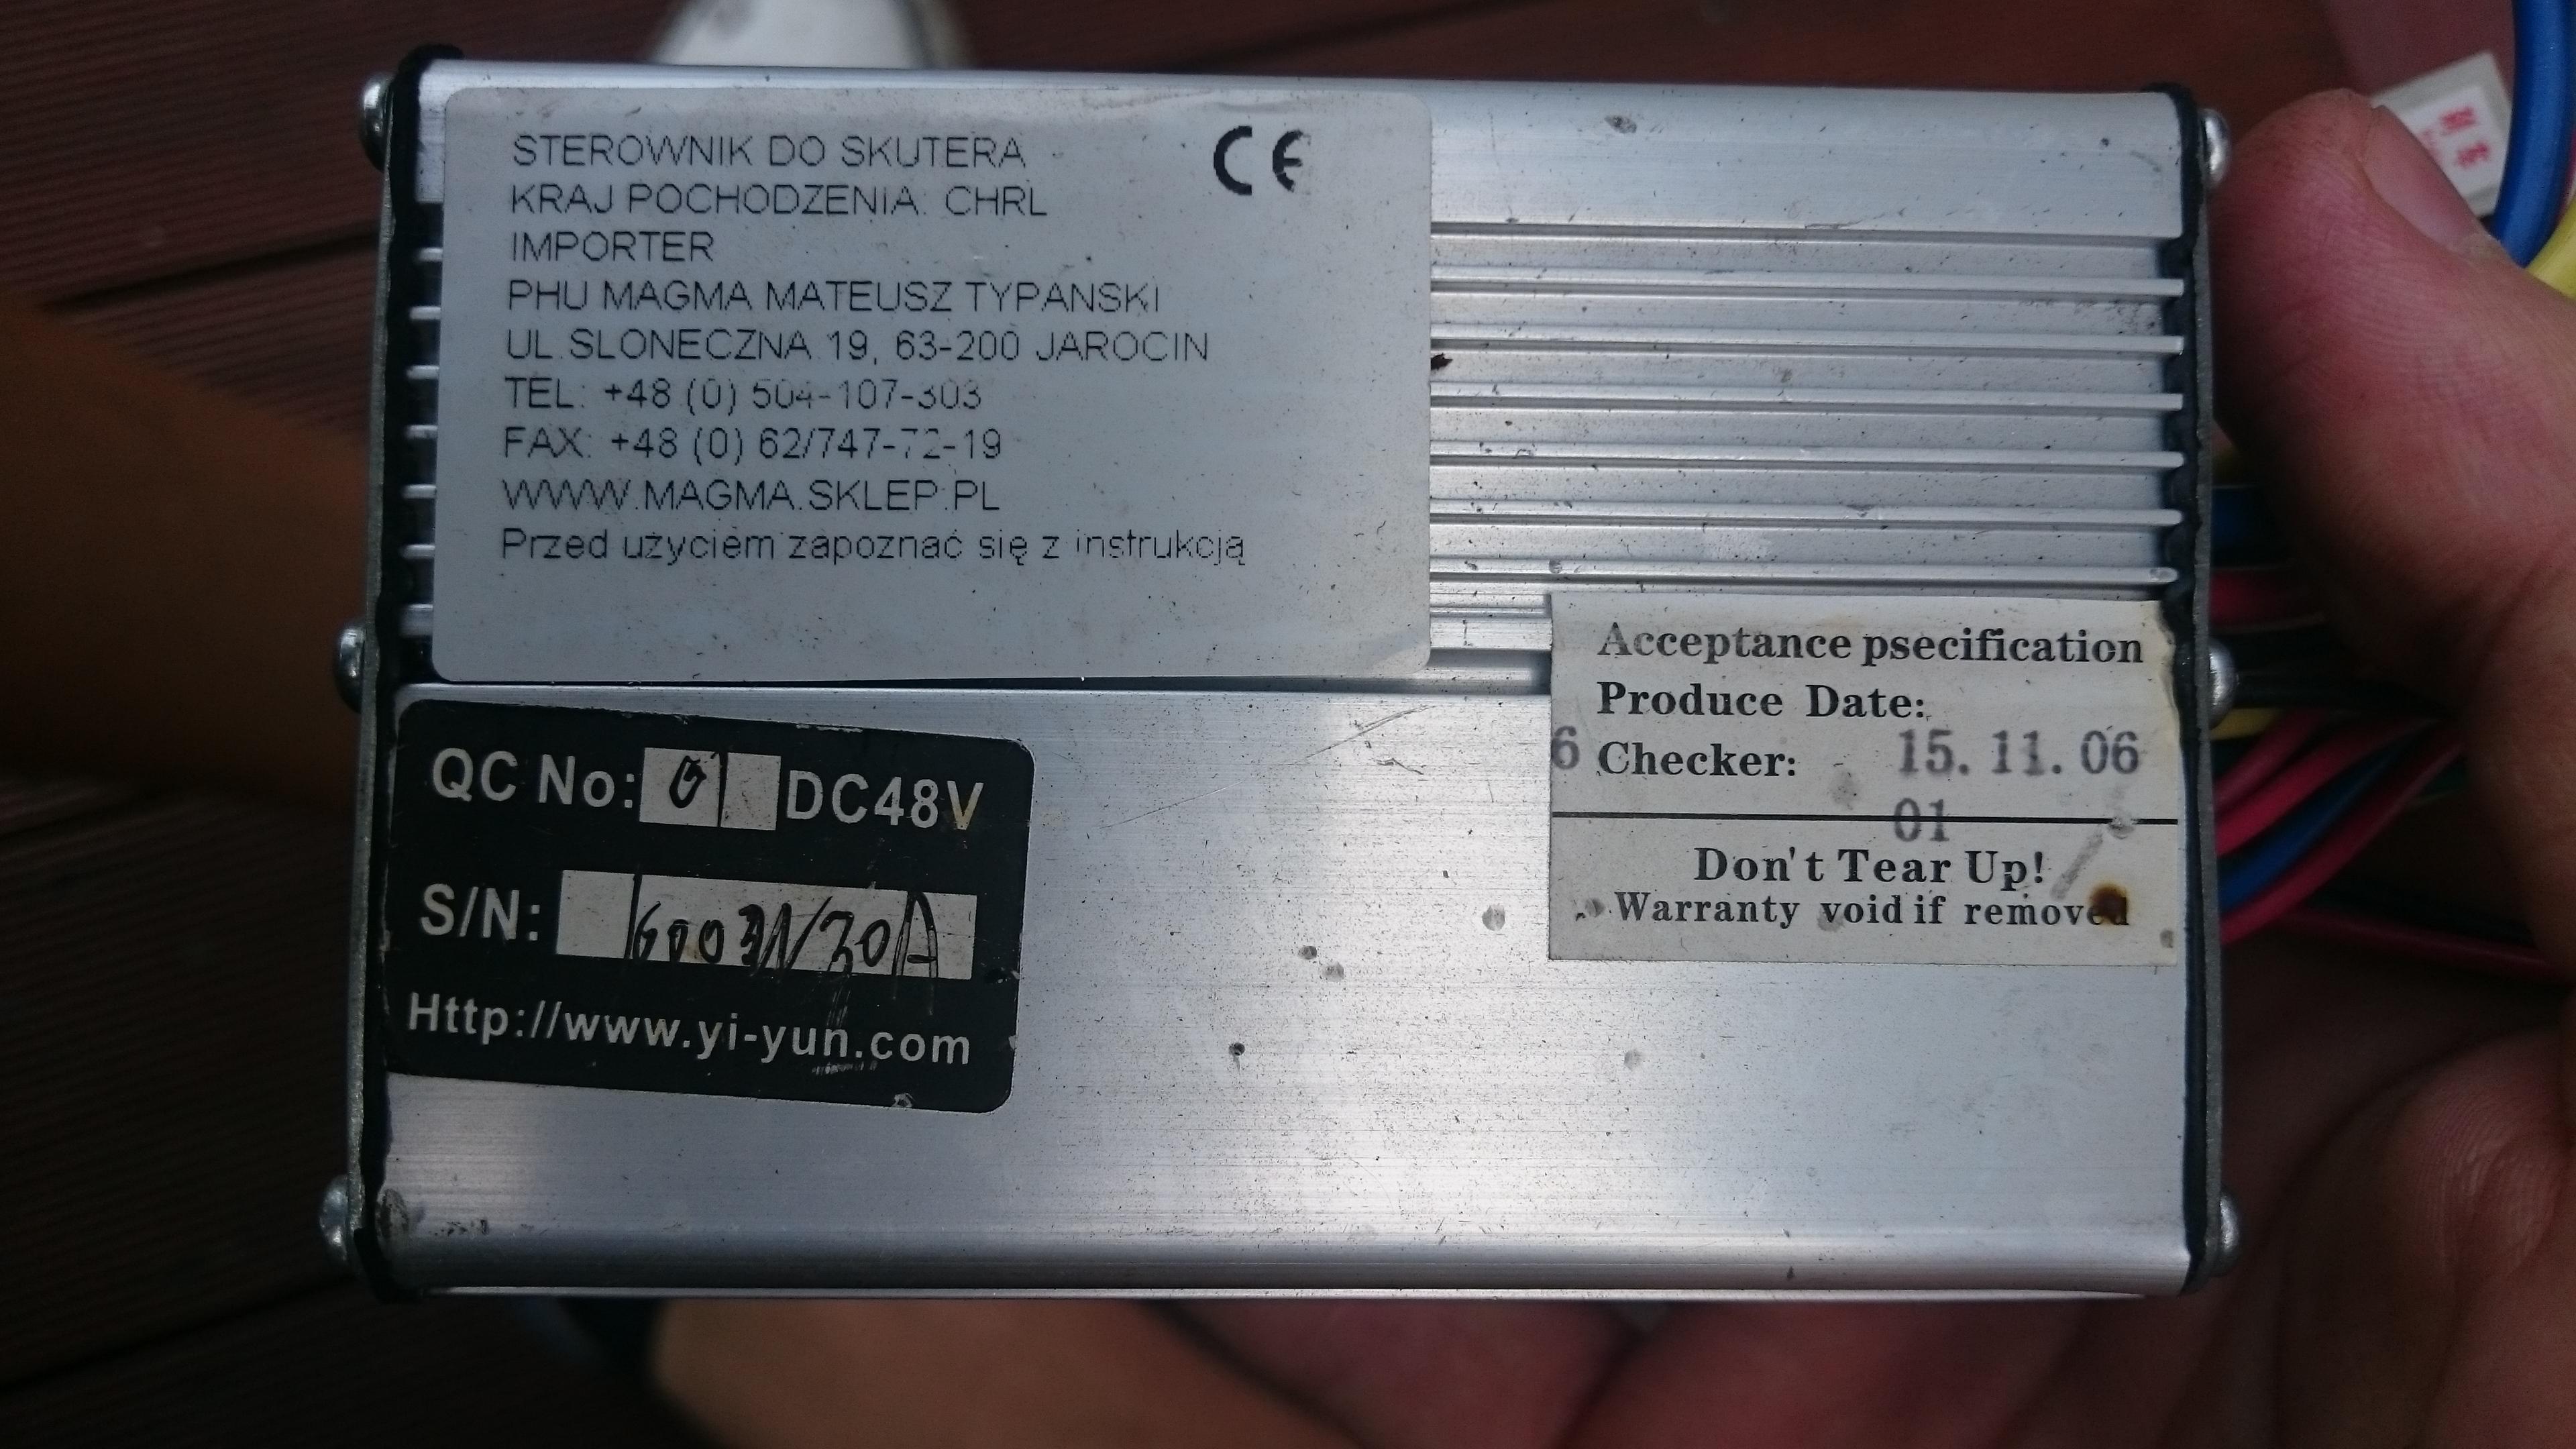 STEROWNIK DO SKUTERA CE
KRAJ POCHODZENIA: CHRL
IMPORTER
PHU MAGMA MATEUSZ TYPANSKI
UL.SLONECZNA 19, 63-200 JAROCIN
TEL: +48 (0) 504-107-303
FAX: +48 (0) 62/747-72-19
WWW.MAGMA.SKLEP.PL
Przed użyciem zapoznać się z instrukcją
Acceptance psecification
Produce Date:
6 Checker: 15. 11. 06
01
Don't Tear Up!
Warranty void if removed
QC No: DC48V
S/N:
Http://www.yi-yun.com